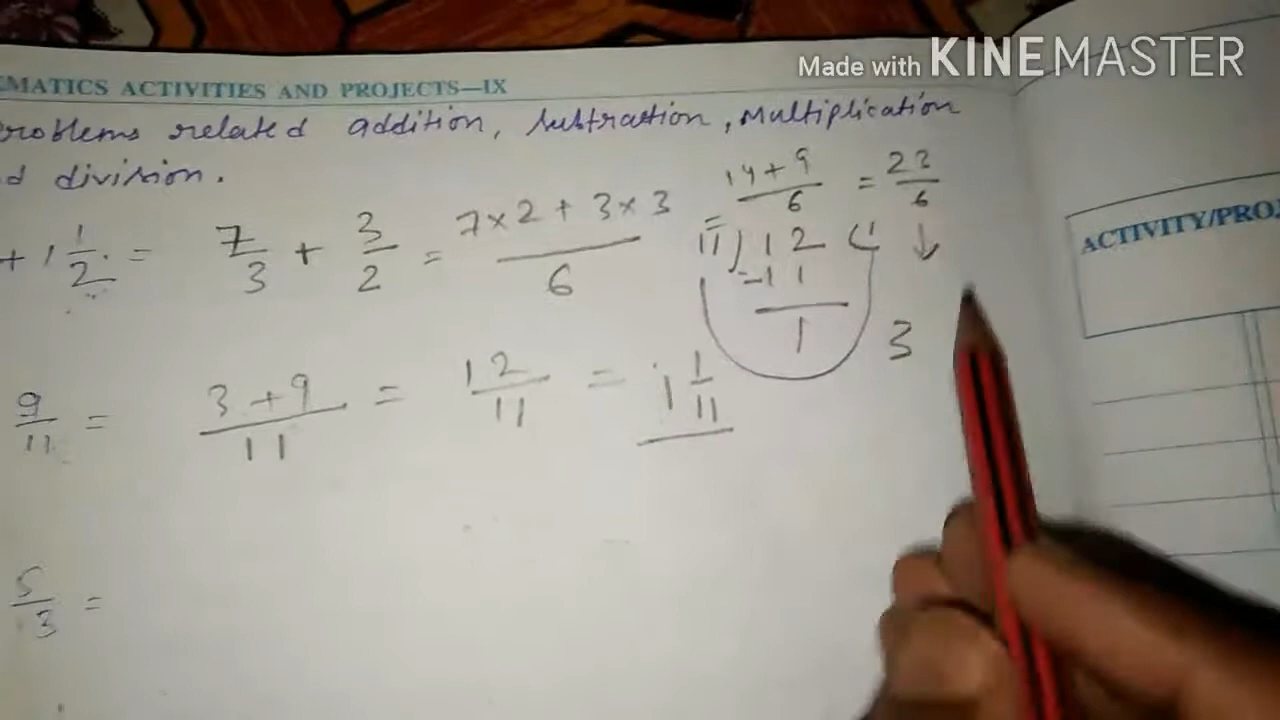 Made with KINEMASTER
EMATICS ACTIVITIES AND PROJECTS—IX
roblems related addition, subtraction, Multiplication
d division.
+ 1 1/2 = 7/3 + 3/2 = 7×2 + 3×3 / 6 = 14+9 / 6 = 23/6
11)12(1
-11
1
↓
3
9/11 = 3+9 / 11 = 12/11 = 1 1/11
5/3 =
ACTIVITY/PROJ